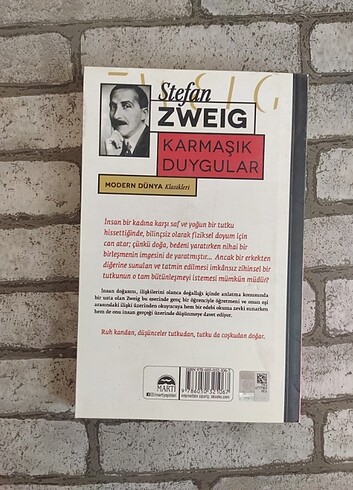 ZWEIG
Stefan
ZWEIG
KARMAŞIK
DUYGULAR
MODERN DÜNYA Klasikleri
İnsan bir kadına karşı saf ve yoğun bir tutku
hissettiğinde, bilinçsiz olarak fiziksel doyum için
can atar; çünkü doğa, bedeni yaratırken nihai bir
birleşmenin imgesini de yaratmıştır... Ancak bir erkekten
diğerine sunulan ve tatmin edilmesi imkânsız zihinsel bir
tutkunun o tam bütünleşmeyi istemesi mümkün müdür?
İnsan doğasını, ilişkilerini olanca doğallığı içinde anlatma konusunda
bir usta olan Zweig bu eserinde genç bir öğrenciyle öğretmeni ve onun eşi
arasındaki ilişki üzerinden okuyucuya hem bir edebi okuma zevki sunarken
hem de onu insan gerçeği üzerinde düşünmeye davet ediyor.
Ruh kandan, düşünceler tutkudan, tutku da coşkudan doğar.
MARTI